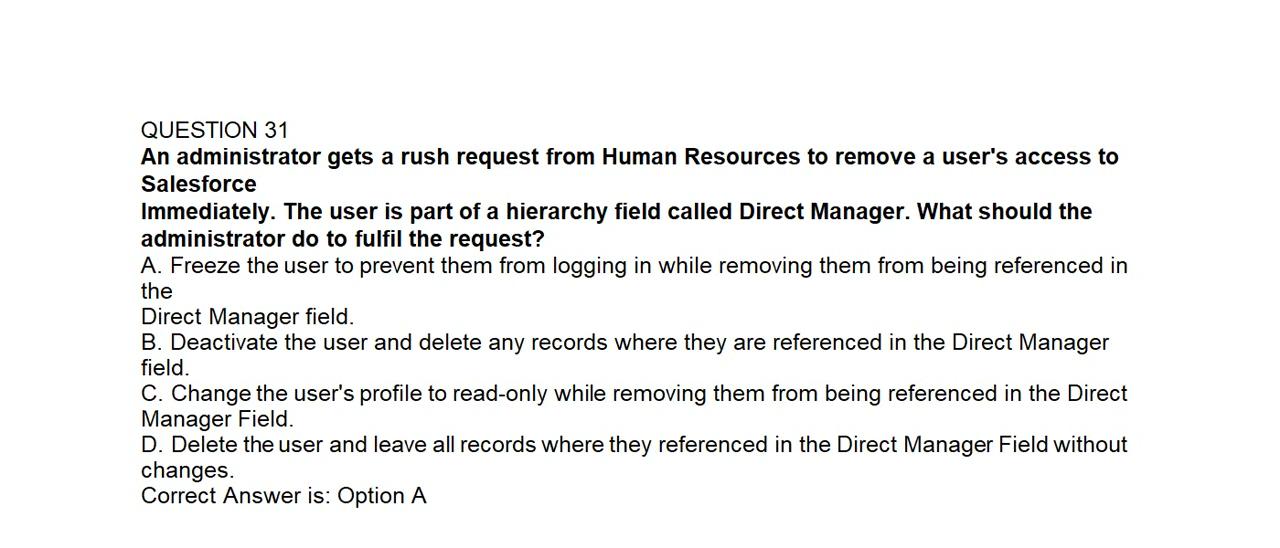 QUESTION 31
An administrator gets a rush request from Human Resources to remove a user's access to
Salesforce
Immediately. The user is part of a hierarchy field called Direct Manager. What should the
administrator do to fulfil the request?
A. Freeze the user to prevent them from logging in while removing them from being referenced in
the
Direct Manager field.
B. Deactivate the user and delete any records where they are referenced in the Direct Manager
field.
C. Change the user's profile to read-only while removing them from being referenced in the Direct
Manager Field.
D. Delete the user and leave all records where they referenced in the Direct Manager Field without
changes.
Correct Answer is: Option A